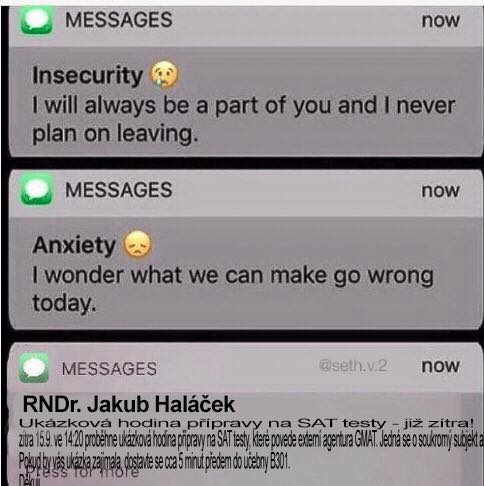 MESSAGES now
Insecurity 😢
I will always be a part of you and I never
plan on leaving.
MESSAGES now
Anxiety 😞
I wonder what we can make go wrong
today.
MESSAGES @seth.v.2 now
RNDr. Jakub Haláček
Ukázková hodina přípravy na SAT testy - již zítra!
zítra 15.9. ve 14:20 proběhne ukázková hodina přípravy na SAT testy, které povede externí agentura GMAT. Jedná se o soukromý subjekt a
Pokud by vás ukázka zajímala, dostavte se cca 5 minut předem do učebny B301.
Press for more
Děkuji